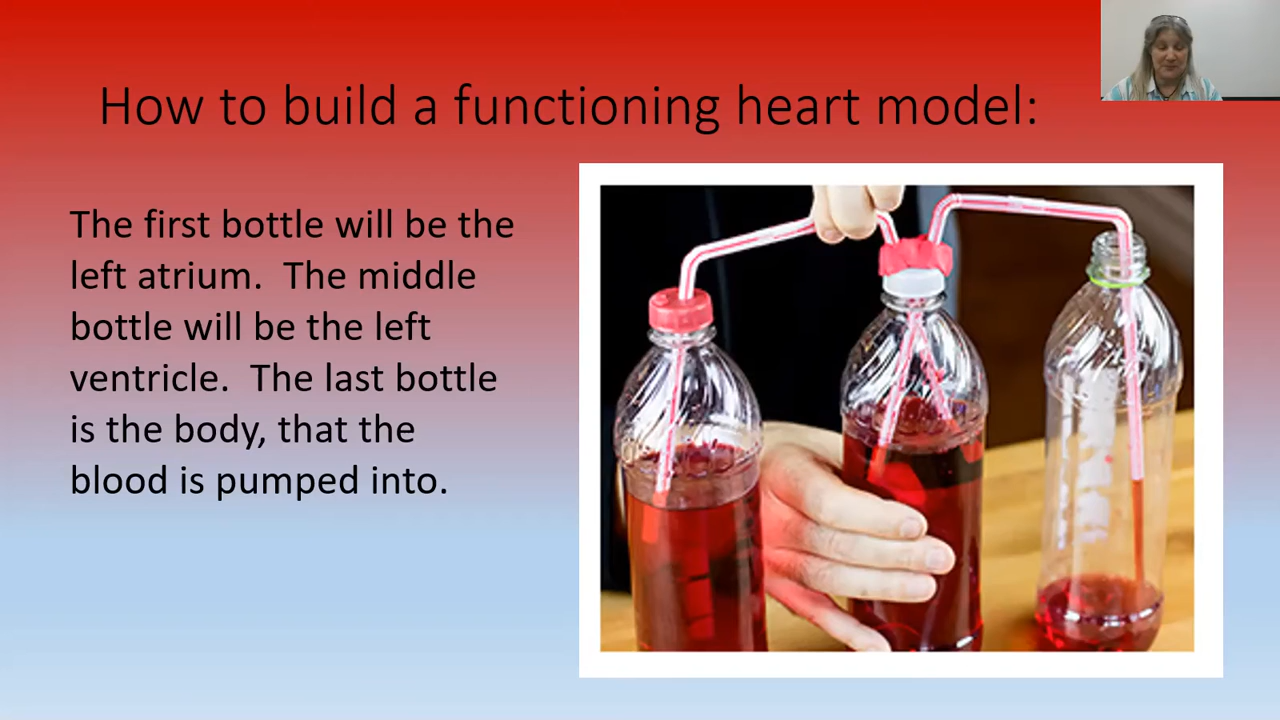 How to build a functioning heart model:
The first bottle will be the
left atrium.  The middle
bottle will be the left
ventricle.  The last bottle
is the body, that the
blood is pumped into.